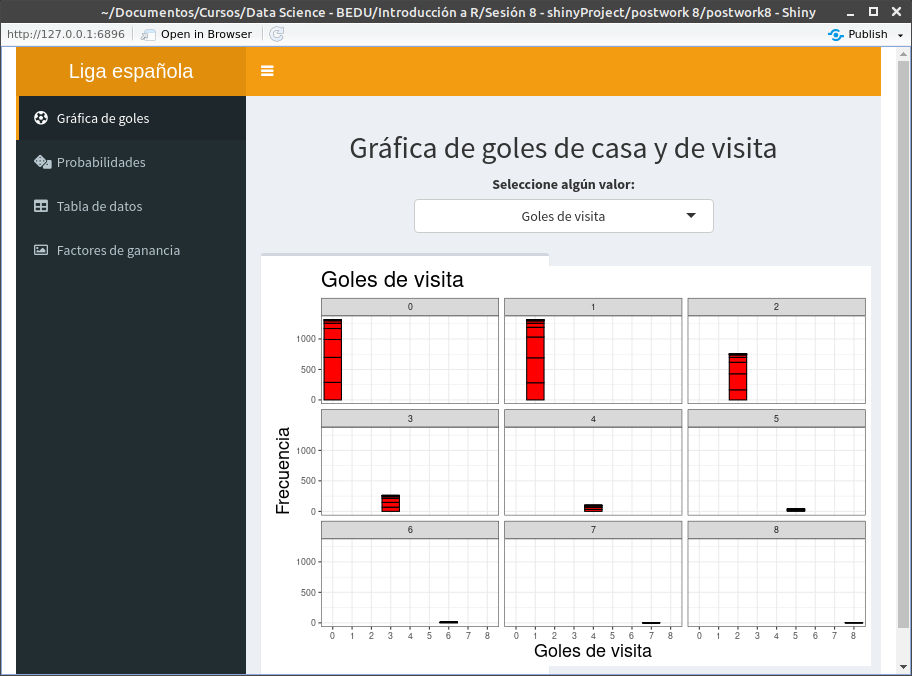 ~/Documentos/Cursos/Data Science - BEDU/Introducción a R/Sesión 8 - shinyProject/postwork 8/postwork8 - Shiny
http://127.0.0.1:6896 Open in Browser Publish
Liga española
Gráfica de goles
Probabilidades
Tabla de datos
Factores de ganancia
Gráfica de goles de casa y de visita
Seleccione algún valor:
Goles de visita
Goles de visita
0 1 2
1000
500
0
3 4 5
1000
500
0
6 7 8
1000
500
0
Frecuencia
0 1 2 3 4 5 6 7 8 0 1 2 3 4 5 6 7 8 0 1 2 3 4 5 6 7 8
Goles de visita